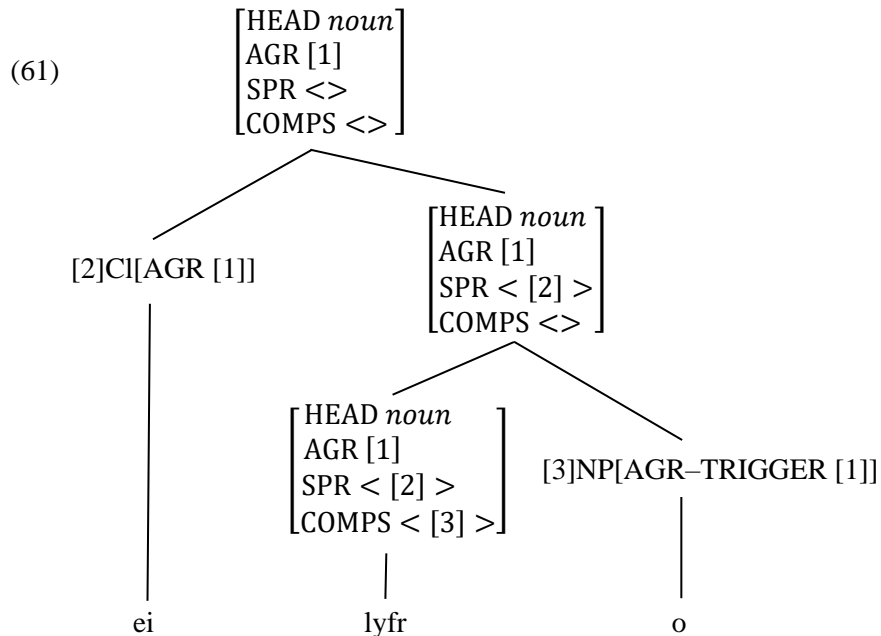 (61)
[HEAD noun
AGR [1]
SPR <>
COMPS <>]
[2]Cl[AGR [1]]
[HEAD noun
AGR [1]
SPR < [2] >
COMPS <>]
[HEAD noun
AGR [1]
SPR < [2] >
COMPS < [3] >]
[3]NP[AGR–TRIGGER [1]]
ei lyfr o